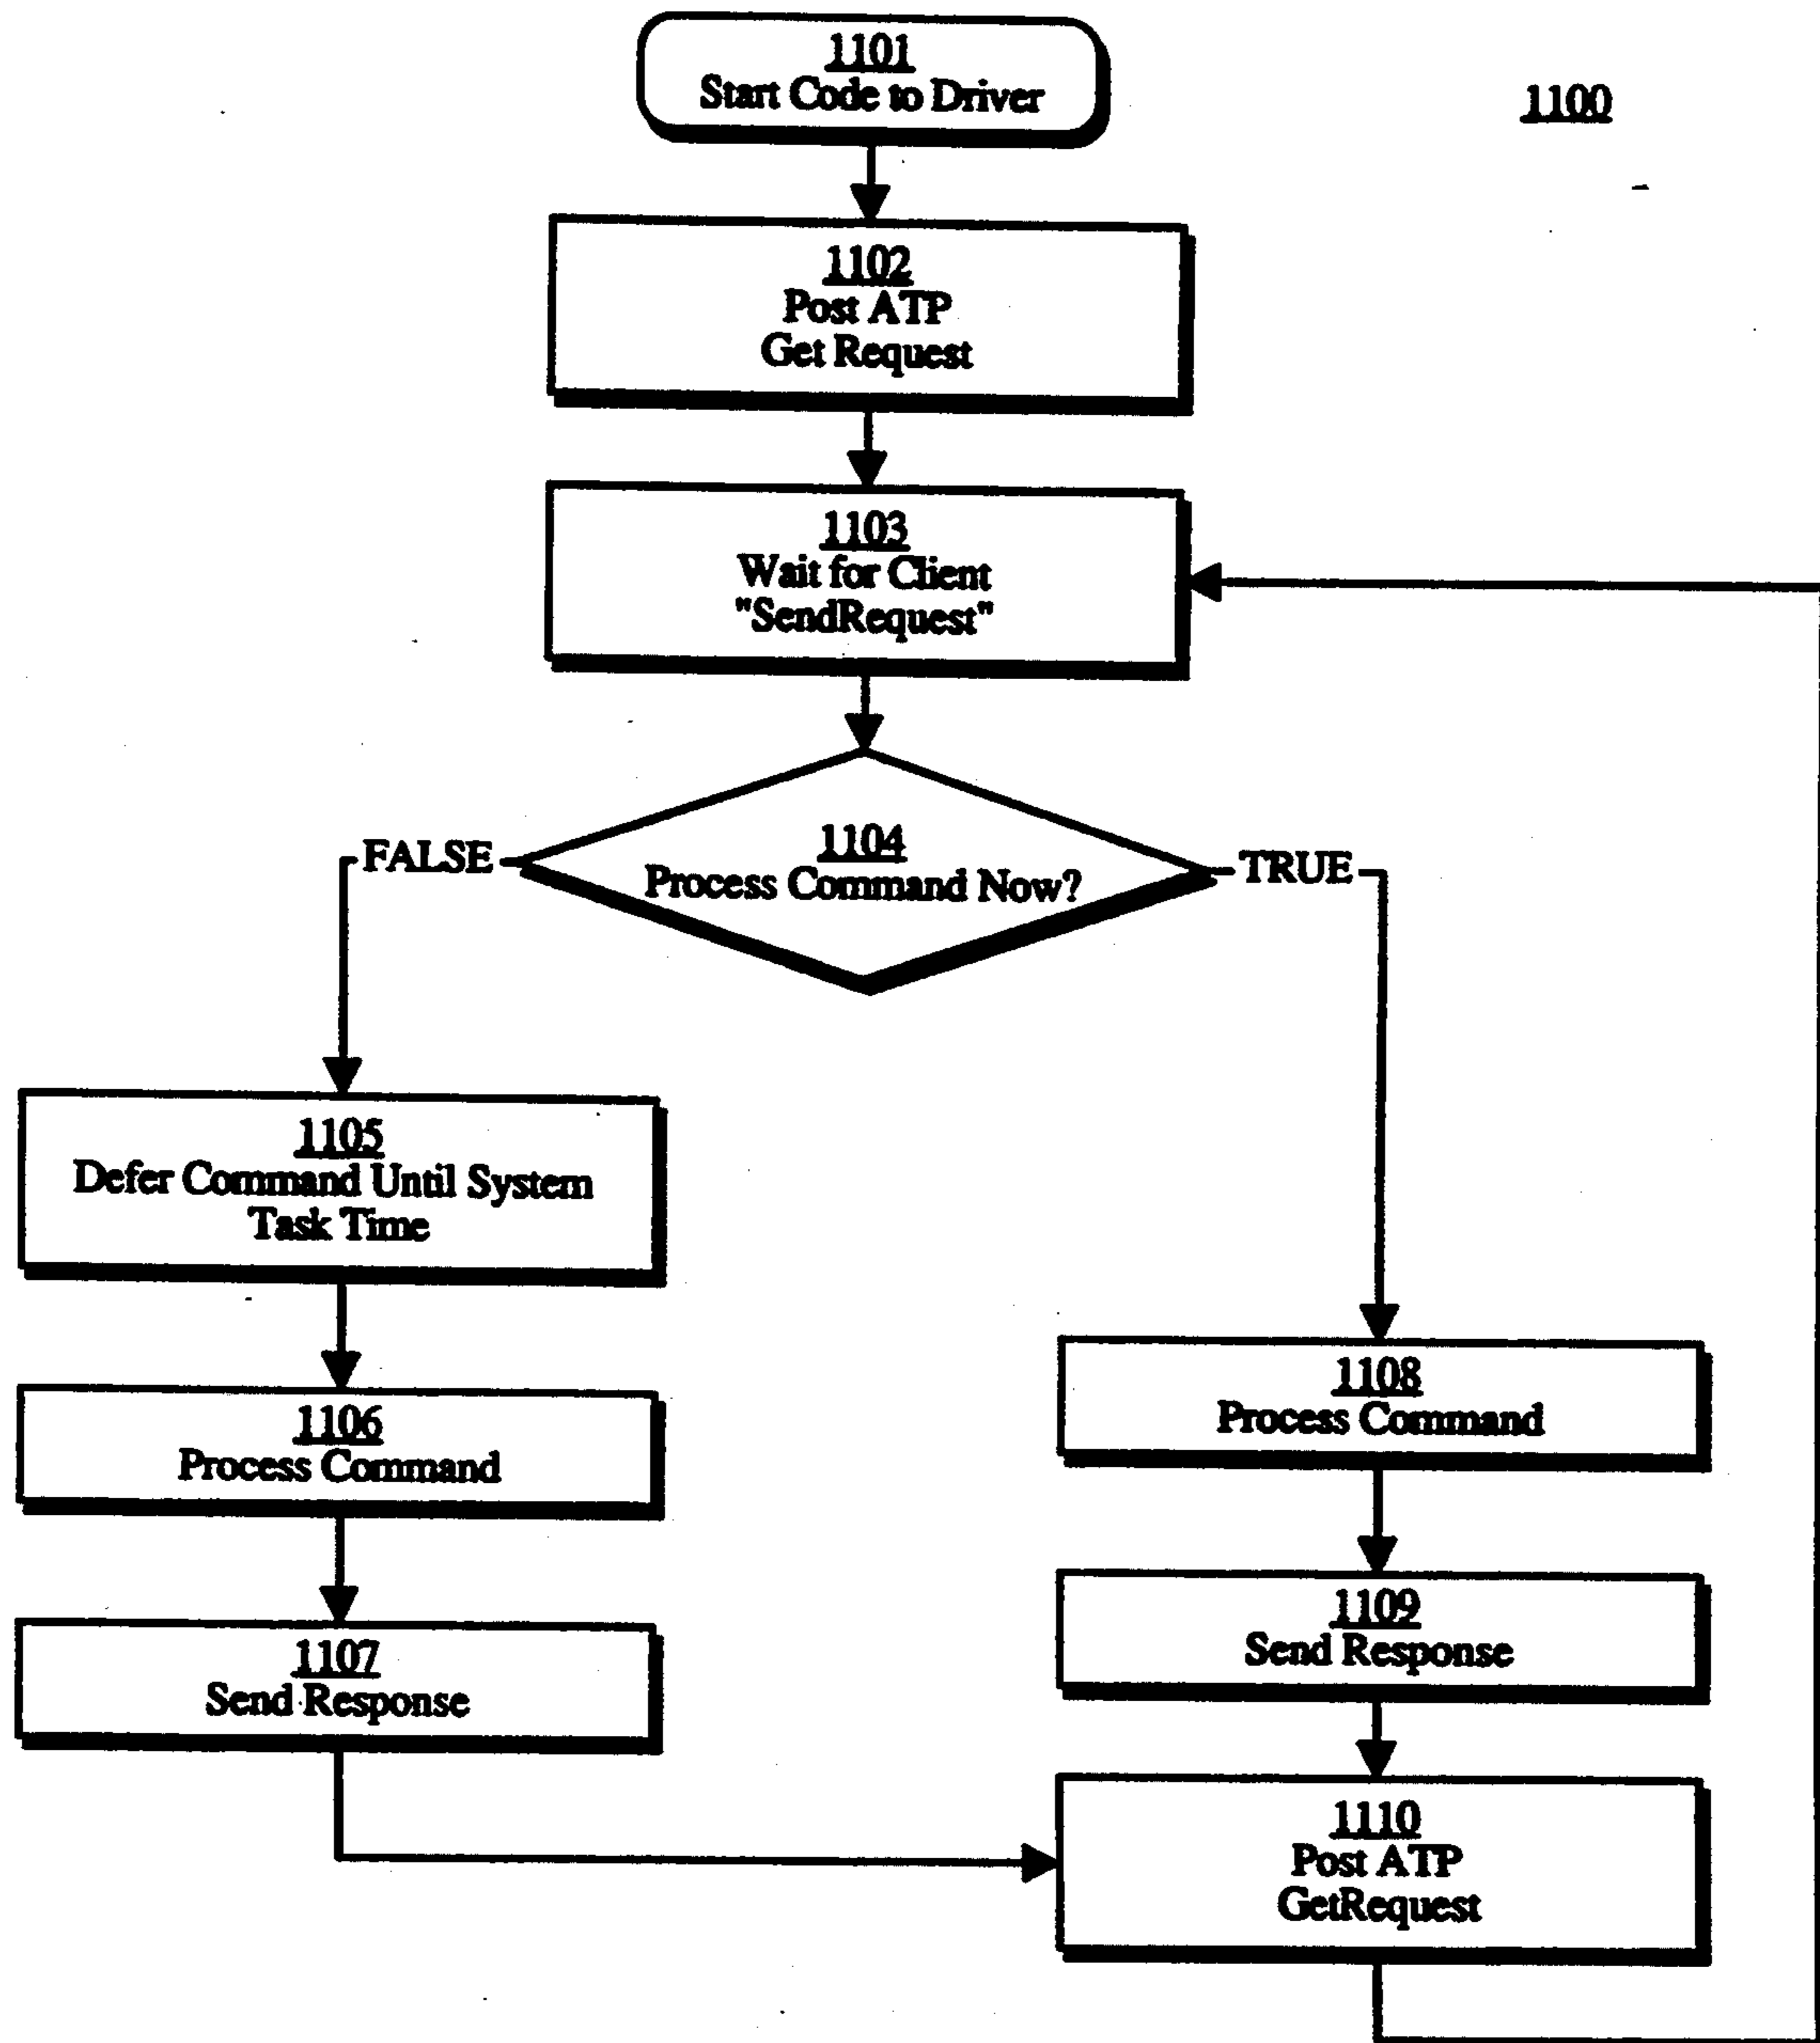 1101
Start Code to Driver
1100
1102
Post ATP
Get Request
1103
Wait for Client
"SendRequest"
1104
Process Command Now?
FALSE
TRUE
1105
Defer Command Until System
Task Time
1106
Process Command
1107
Send Response
1108
Process Command
1109
Send Response
1110
Post ATP
GetRequest